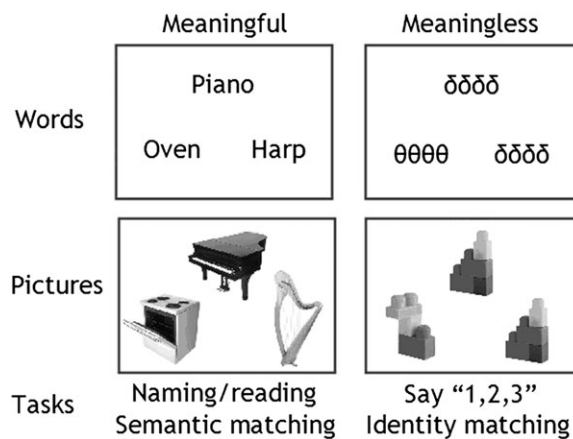 Meaningful Meaningless
Words
Piano δδδδ
Oven Harp θθθθ δδδδ
Pictures
Tasks
Naming/reading Say “1,2,3”
Semantic matching Identity matching